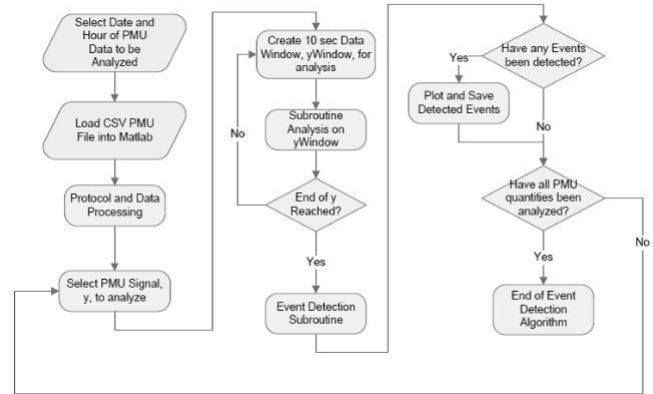 Select Date and
Hour of PMU
Data to be
Analyzed
Load CSV PMU
File into Matlab
Protocol and Data
Processing
Select PMU Signal,
y, to analyze
Create 10 sec Data
Window, yWindow, for
analysis
No
Subroutine
Analysis on
yWindow
End of y
Reached?
Yes
Event Detection
Subroutine
Have any Events
been detected?
Yes
Plot and Save
Detected Events
No
Have all PMU
quantities been
analyzed?
No
Yes
End of Event
Detection
Algorithm